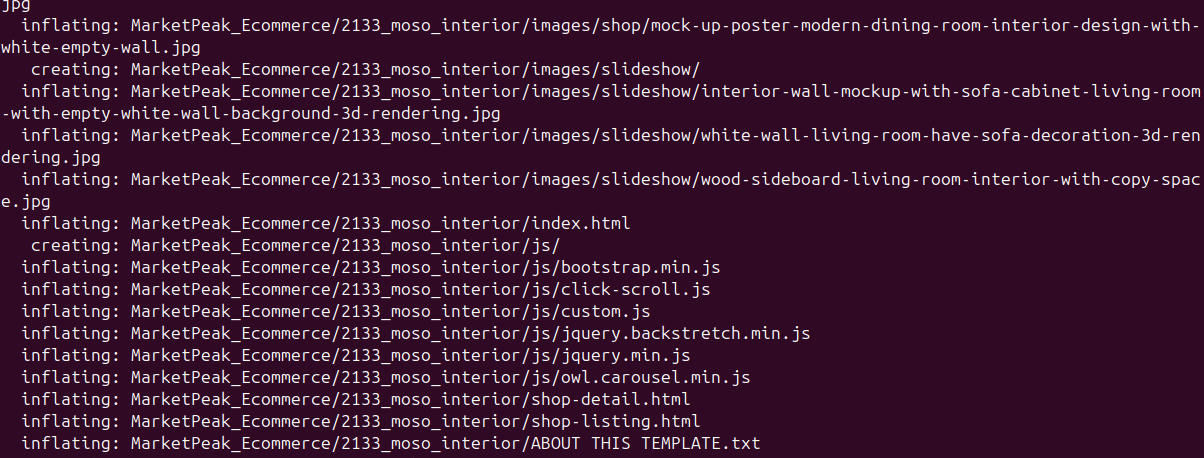 jpg
  inflating: MarketPeak_Ecommerce/2133_moso_interior/images/shop/mock-up-poster-modern-dining-room-interior-design-with-
white-empty-wall.jpg
   creating: MarketPeak_Ecommerce/2133_moso_interior/images/slideshow/
  inflating: MarketPeak_Ecommerce/2133_moso_interior/images/slideshow/interior-wall-mockup-with-sofa-cabinet-living-room
-with-empty-white-wall-background-3d-rendering.jpg
  inflating: MarketPeak_Ecommerce/2133_moso_interior/images/slideshow/white-wall-living-room-have-sofa-decoration-3d-ren
dering.jpg
  inflating: MarketPeak_Ecommerce/2133_moso_interior/images/slideshow/wood-sideboard-living-room-interior-with-copy-spac
e.jpg
  inflating: MarketPeak_Ecommerce/2133_moso_interior/index.html
   creating: MarketPeak_Ecommerce/2133_moso_interior/js/
  inflating: MarketPeak_Ecommerce/2133_moso_interior/js/bootstrap.min.js
  inflating: MarketPeak_Ecommerce/2133_moso_interior/js/click-scroll.js
  inflating: MarketPeak_Ecommerce/2133_moso_interior/js/custom.js
  inflating: MarketPeak_Ecommerce/2133_moso_interior/js/jquery.backstretch.min.js
  inflating: MarketPeak_Ecommerce/2133_moso_interior/js/jquery.min.js
  inflating: MarketPeak_Ecommerce/2133_moso_interior/js/owl.carousel.min.js
  inflating: MarketPeak_Ecommerce/2133_moso_interior/shop-detail.html
  inflating: MarketPeak_Ecommerce/2133_moso_interior/shop-listing.html
  inflating: MarketPeak_Ecommerce/2133_moso_interior/ABOUT THIS TEMPLATE.txt